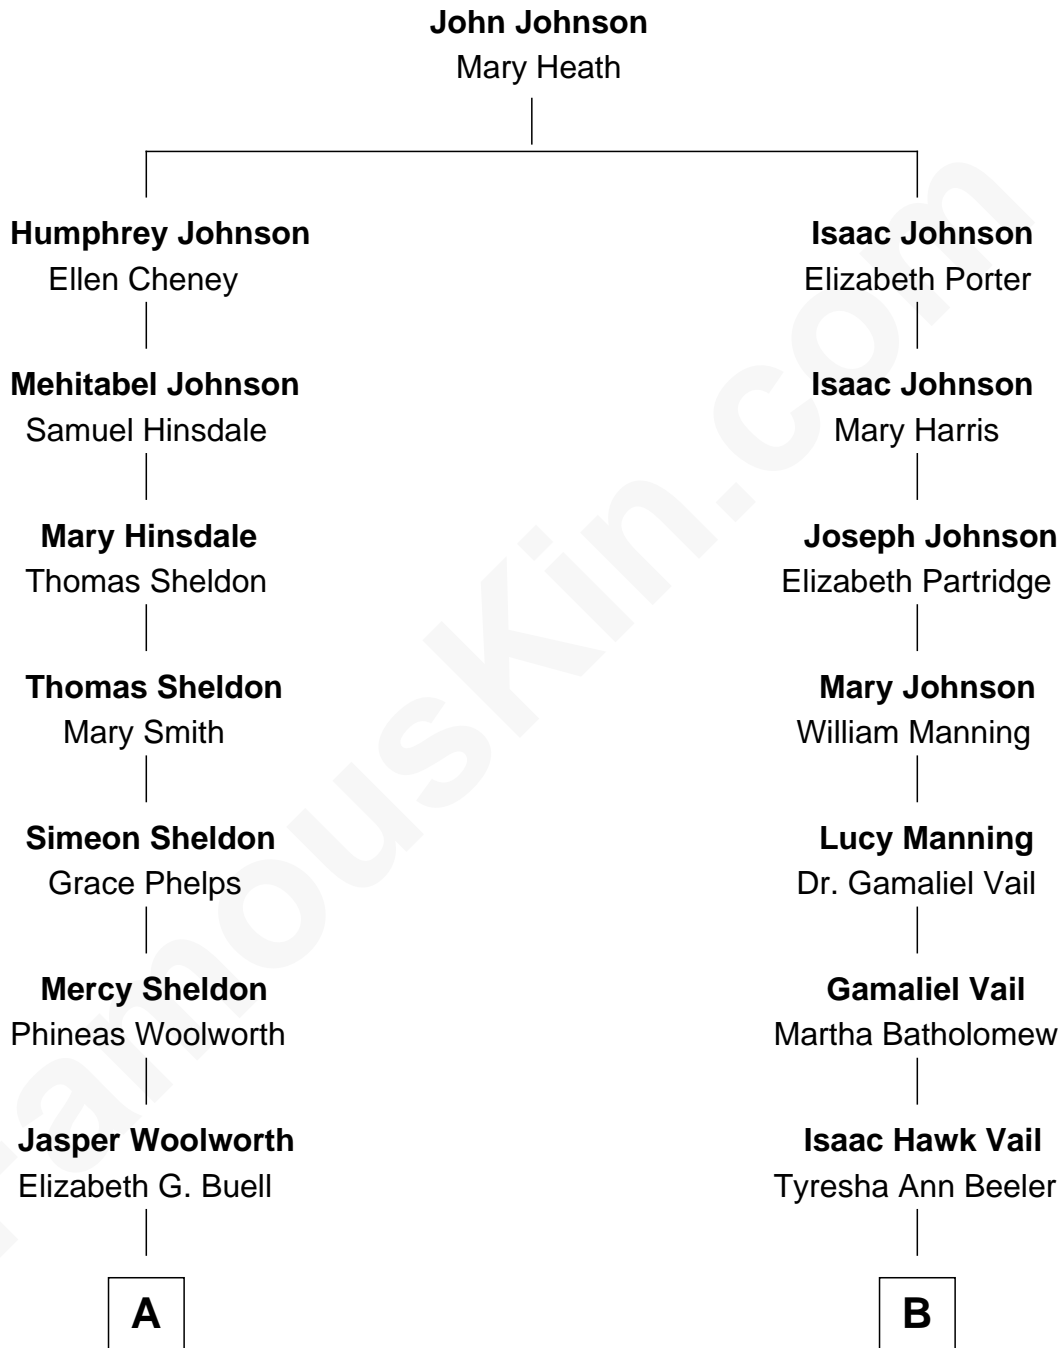 John Johnson
Mary Heath
Humphrey Johnson
Ellen Cheney
Isaac Johnson
Elizabeth Porter
Mehitabel Johnson
Samuel Hinsdale
Isaac Johnson
Mary Harris
Mary Hinsdale
Thomas Sheldon
Joseph Johnson
Elizabeth Partridge
Thomas Sheldon
Mary Smith
Mary Johnson
William Manning
Simeon Sheldon
Grace Phelps
Lucy Manning
Dr. Gamaliel Vail
Mercy Sheldon
Phineas Woolworth
Gamaliel Vail
Martha Batholomew
Jasper Woolworth
Elizabeth G. Buell
Isaac Hawk Vail
Tyresha Ann Beeler
A
B
FamousKin.com